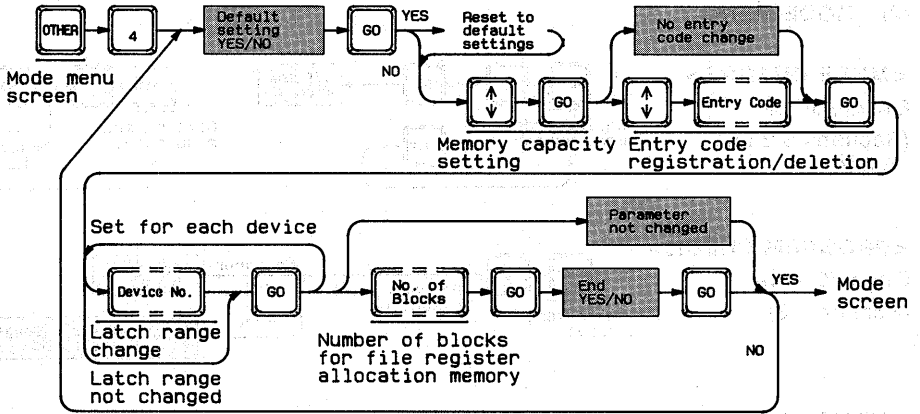 OTHER
4
Default
setting
YES/NO
GO
YES
NO
Reset to
default
settings
Mode menu
screen
No entry
code change
GO
Entry Code
GO
Memory capacity
setting
Entry code
registration/deletion
Set for each device
Parameter
not changed
Device No.
GO
No. of
Blocks
GO
End
YES/NO
GO
YES
Mode
screen
NO
Latch range
change
Latch range
not changed
Number of blocks
for file register
allocation memory